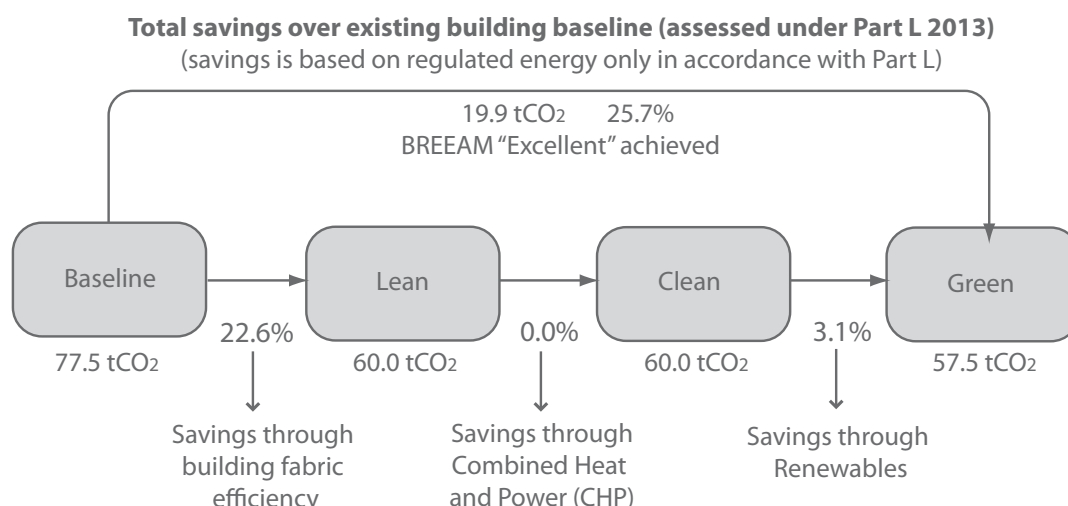 Total savings over existing building baseline (assessed under Part L 2013)
(savings is based on regulated energy only in accordance with Part L)
19.9 tCO2 25.7%
BREEAM “Excellent” achieved
Baseline
Lean
Clean
Green
22.6%
0.0%
3.1%
77.5 tCO2
60.0 tCO2
60.0 tCO2
57.5 tCO2
Savings through
building fabric
efficiency
Savings through
Combined Heat
and Power (CHP)
Savings through
Renewables